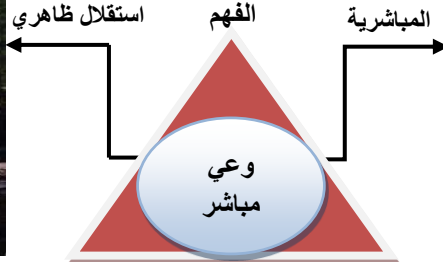 المباشرية
الفهم
استقلال ظاهري
وعي
مباشر